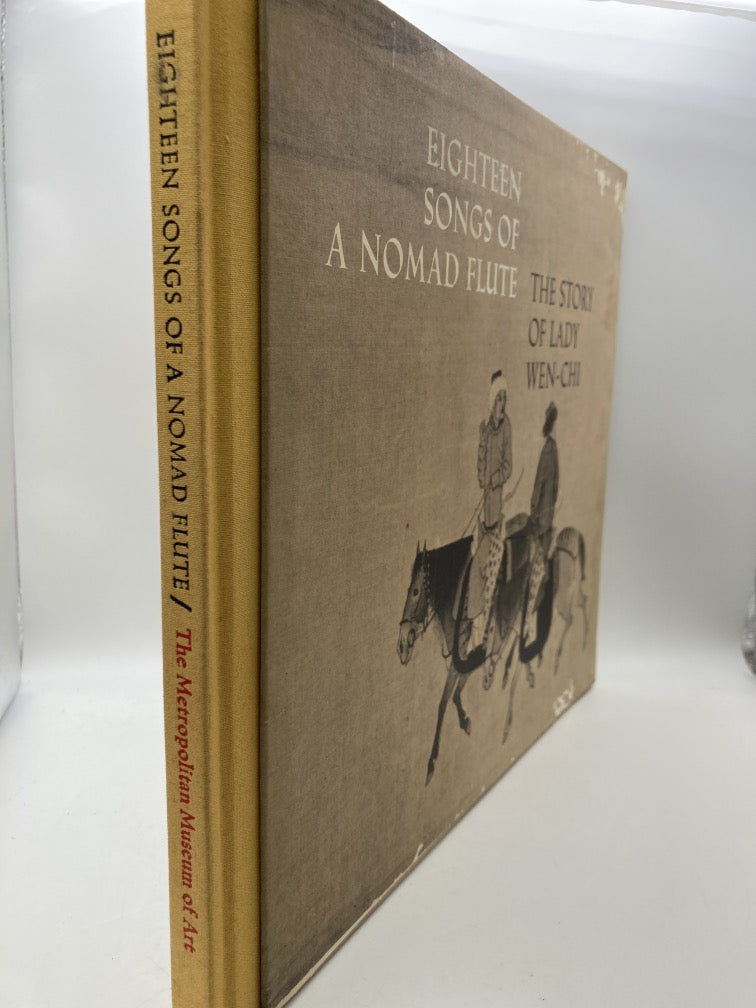 EIGHTEEN SONGS OF A NOMAD FLUTE / The Metropolitan Museum of Art
EIGHTEEN
SONGS OF
A NOMAD FLUTE
THE STORY
OF LADY
WEN-CHI